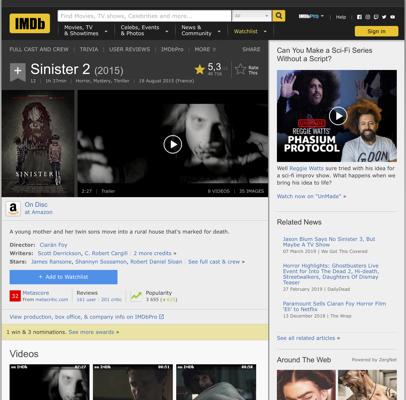 IMDb
Find Movies, TV shows, Celebrities and more...
All
IMDbPro
Help
Movies, TV & Showtimes
Celebs, Events & Photos
News & Community
Watchlist
Sign in
FULL CAST AND CREW | TRIVIA | USER REVIEWS | IMDbPro | MORE
SHARE
Sinister 2 (2015)
5,3
Rate This
12 | 1h 37min | Horror, Mystery, Thriller | 19 August 2015 (France)
SINISTER
2:27 | Trailer
9 VIDEOS | 35 IMAGES
On Disc
at Amazon
A young mother and her twin sons move into a rural house that's marked for death.
Director: Ciarán Foy
Writers: Scott Derrickson, C. Robert Cargill | 2 more credits »
Stars: James Ransone, Shannyn Sossamon, Robert Daniel Sloan | See full cast & crew »
+ Add to Watchlist
32
Metascore
From metacritic.com
Reviews
161 user | 201 critic
Popularity
3 655
View production, box office, & company info on IMDbPro
1 win & 3 nominations. See more awards »
Videos
02:27
00:51
00:58
Can You Make a Sci-Fi Series
Without a Script?
REGGIE WATTS'
PHASIUM
PROTOCOL
Well Reggie Watts sure tried with his idea for
a sci-fi improv show. What happens when we
bring his idea to life?
Watch now on "UnMade" »
Related News
Jason Blum Says No Sinister 3, But
Maybe A TV Show
07 March 2019 | We Got This Covered
Horror Highlights: Ghostbusters Live
Event for Into the Dead 2, Hi-death,
Streetwalkers, Daughters Of Dismay
Teaser
27 February 2019 | DailyDead
Paramount Sells Ciaran Foy Horror Film
'Eli' to Netflix
13 December 2018 | The Wrap
See all related articles »
Around The Web
Powered by ZergNet